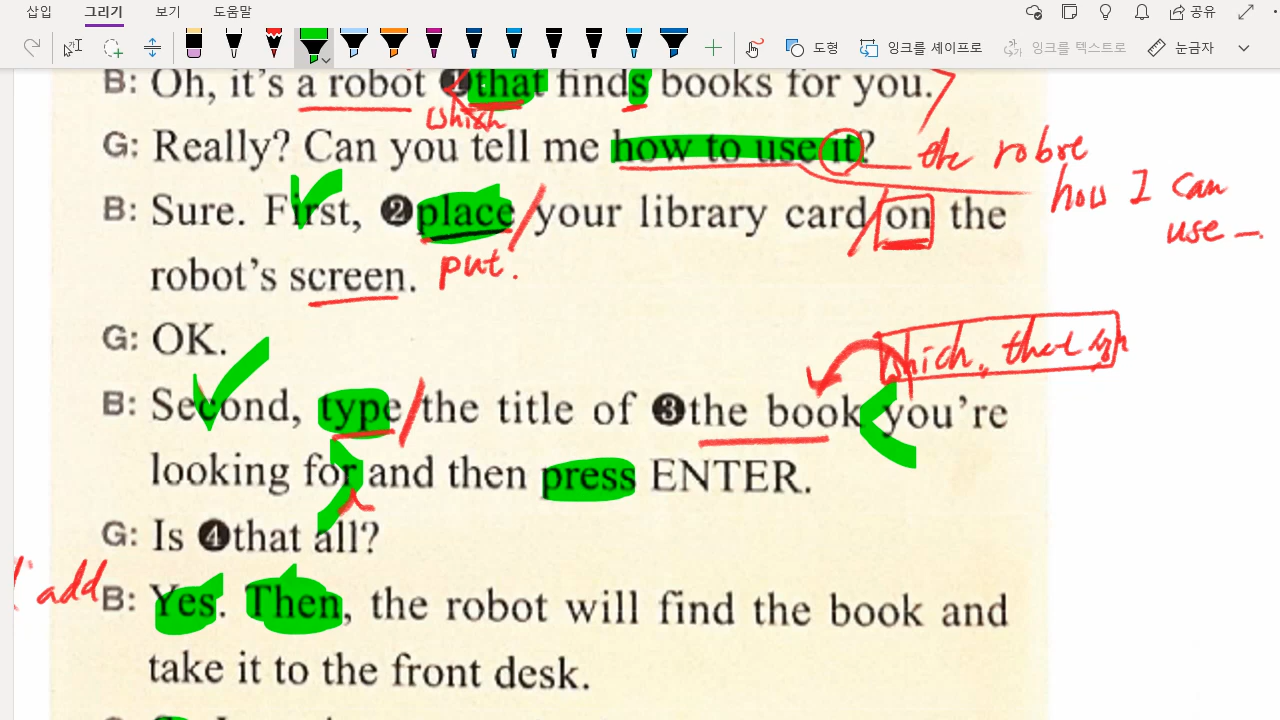 삽입 그리기 보기 도움말 공유
도형 잉크를 셰이프로 잉크를 텍스트로 눈금자
B: Oh, it's a robot ❶that finds books for you.
which
G: Really? Can you tell me how to use it?
the robot
how I can
use
B: Sure. First, ❷place your library card on the
robot's screen. put.
G: OK.
which, that
B: Second, type the title of ❸the book you're
looking for and then press ENTER.
G: Is ❹that all?
add
B: Yes. Then, the robot will find the book and
take it to the front desk.